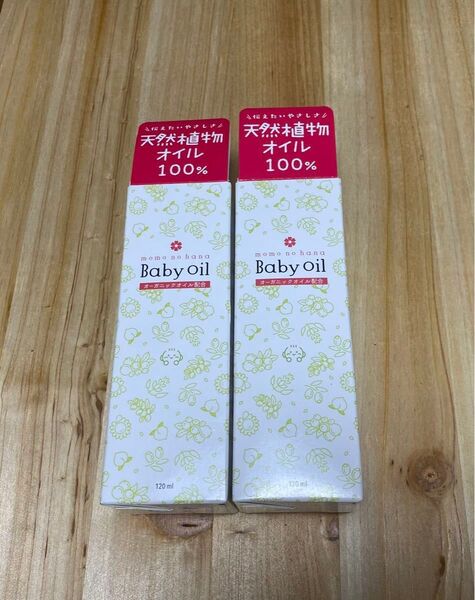 伝えたいやさしさ
天然植物
オイル
100%
momo no hana
Baby oil
オーガニックオイル配合
120 ml
伝えたいやさしさ
天然植物
オイル
100%
momo no hana
Baby oil
オーガニックオイル配合
120 ml